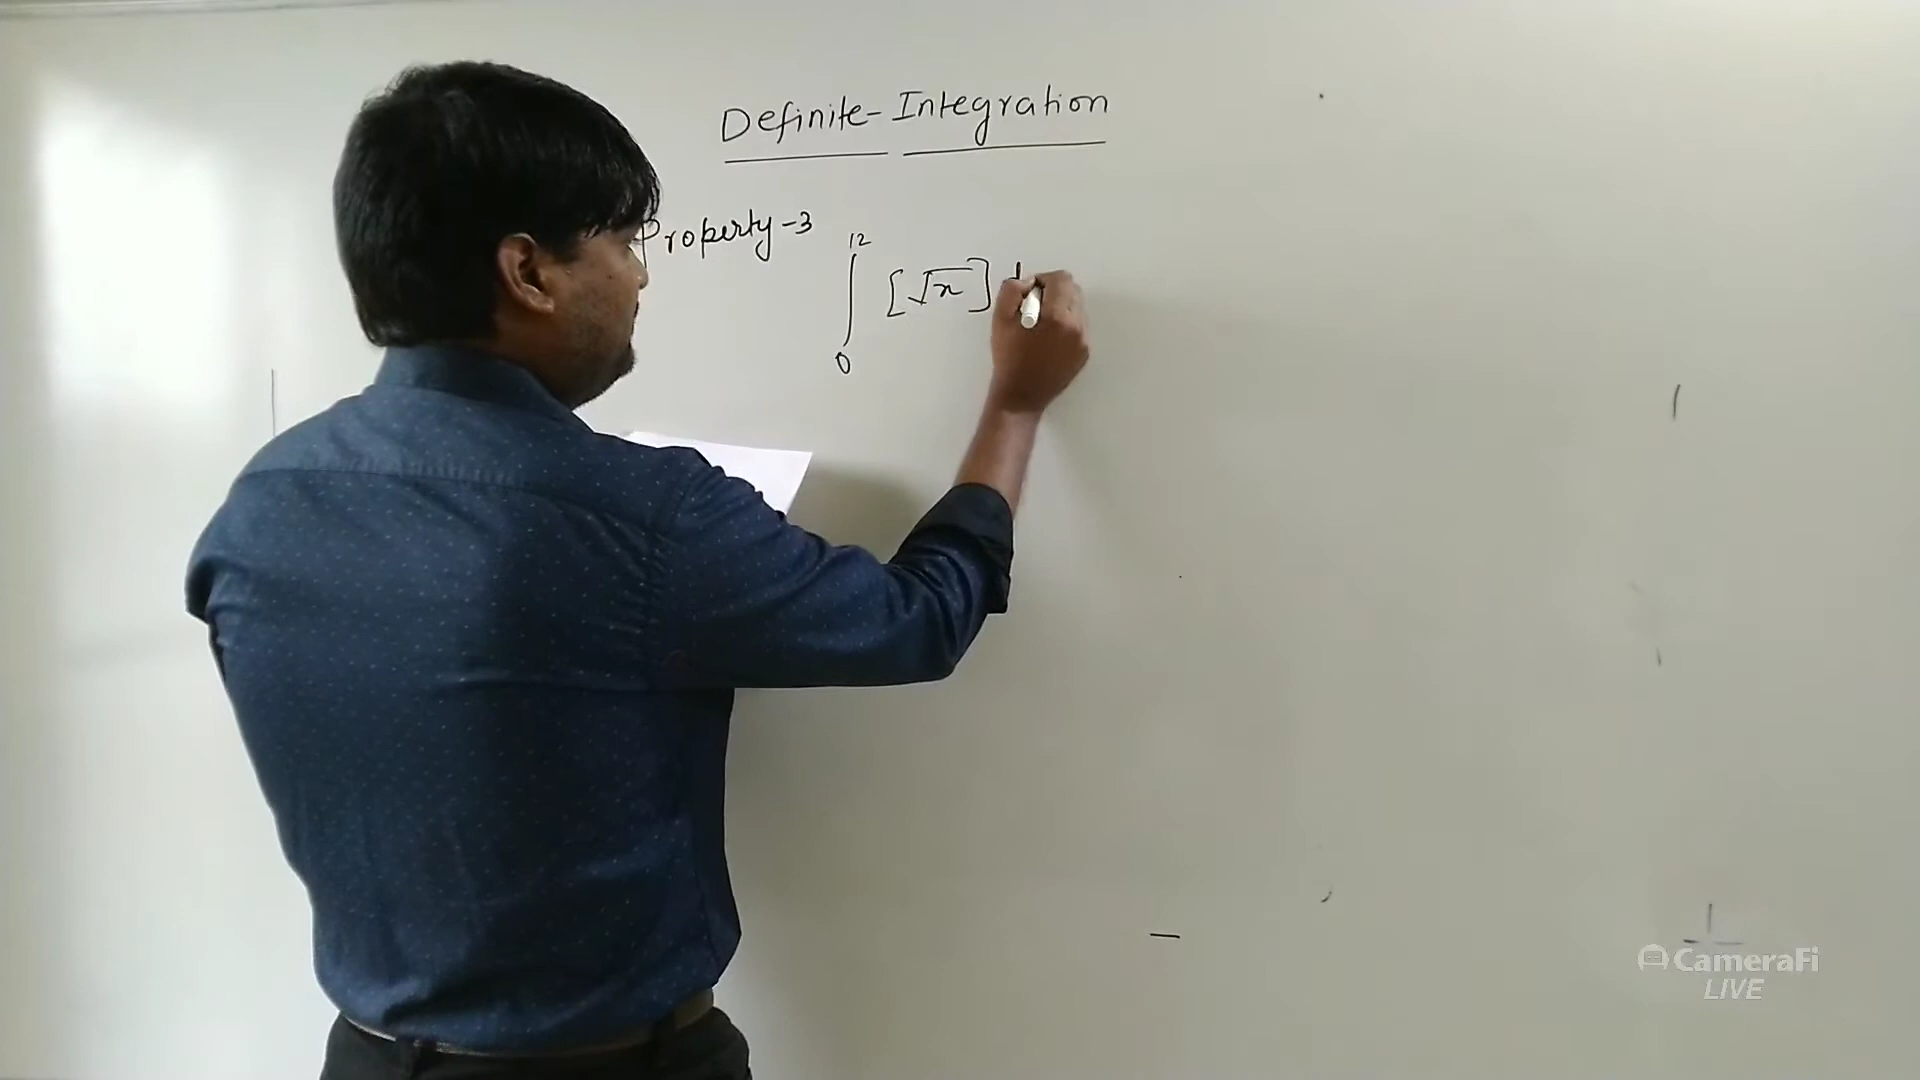 Definite-Integration
Property-3
12
∫ [√x]
0
CameraFi
LIVE